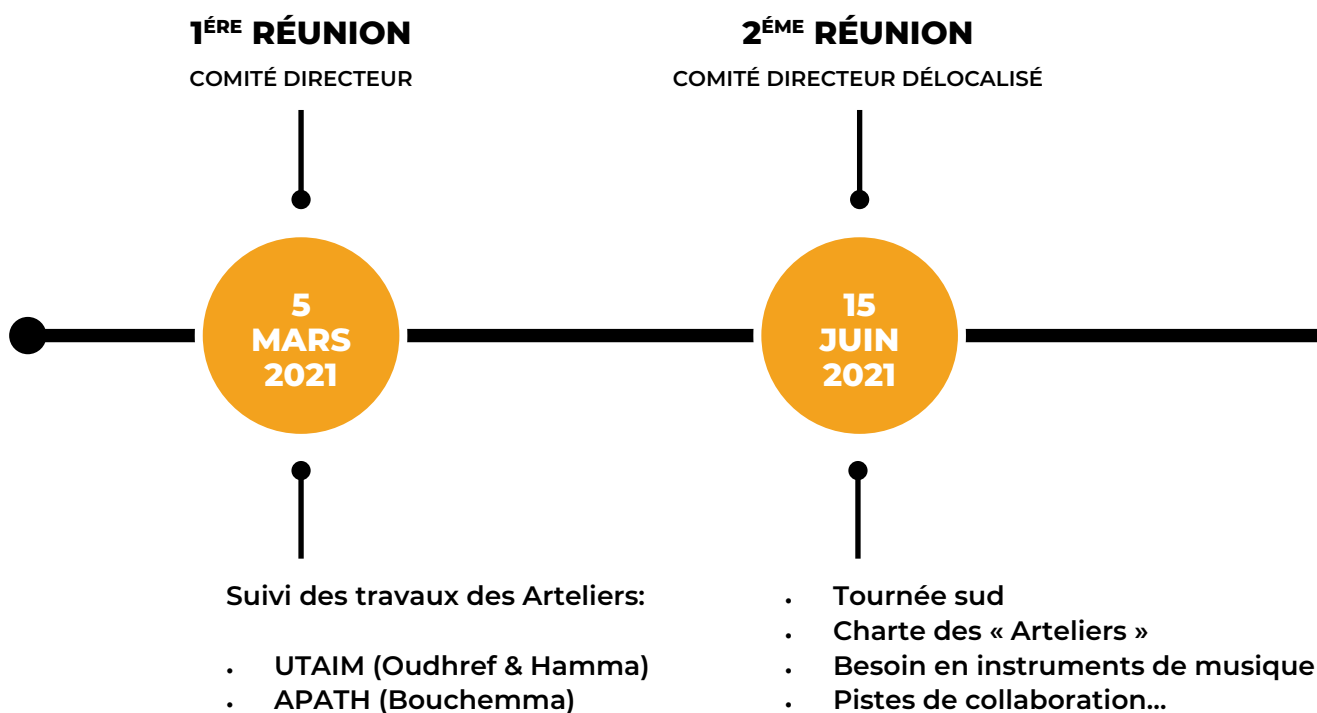 1ÉRE RÉUNION
COMITÉ DIRECTEUR
5
MARS
2021
Suivi des travaux des Arteliers:
• UTAIM (Oudhref & Hamma)
• APATH (Bouchemma)
2ÉME RÉUNION
COMITÉ DIRECTEUR DÉLOCALISÉ
15
JUIN
2021
• Tournée sud
• Charte des « Arteliers »
• Besoin en instruments de musique
• Pistes de collaboration...